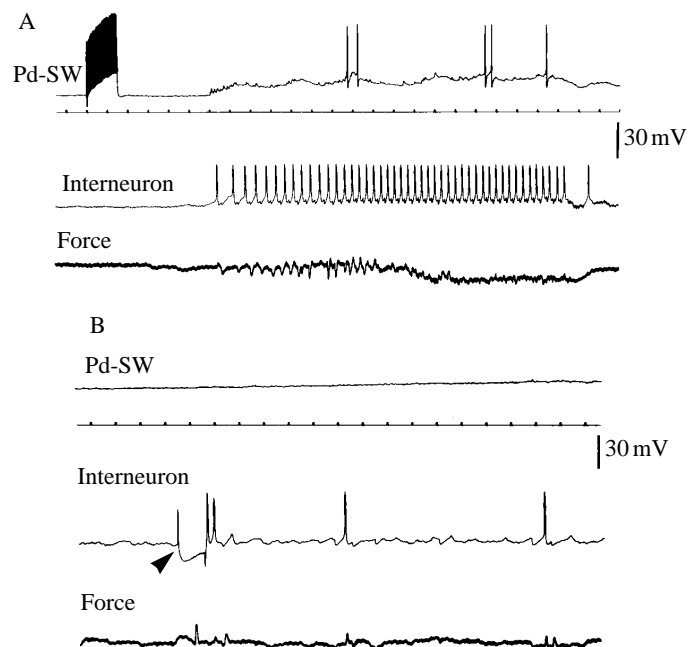 A
Pd-SW
30 mV
Interneuron
Force
B
Pd-SW
30 mV
Interneuron
Force